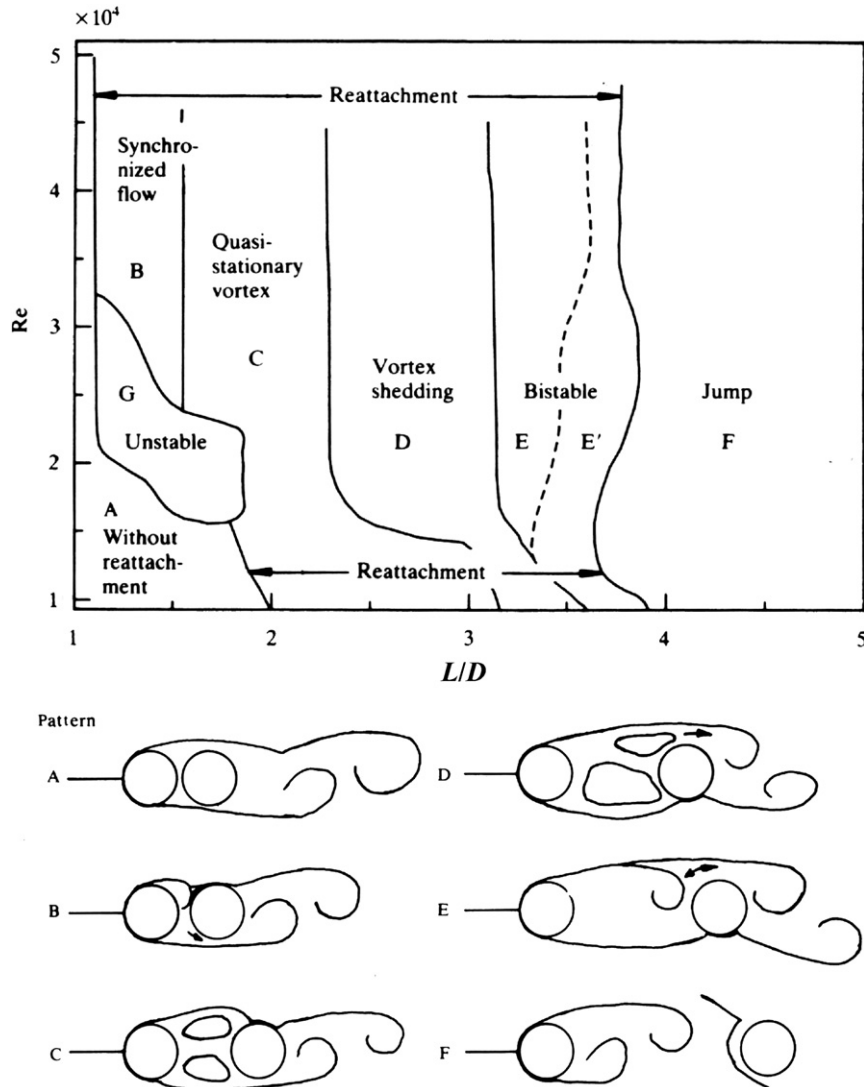 ×10⁴
5
4
3
2
1
Re
Reattachment
Synchro-
nized
flow
B
Quasi-
stationary
vortex
C
G
Unstable
Vortex
shedding
D
Bistable
E
E′
Jump
F
A
Without
reattach-
ment
Reattachment
1
2
3
4
5
L/D
Pattern
A
B
C
D
E
F